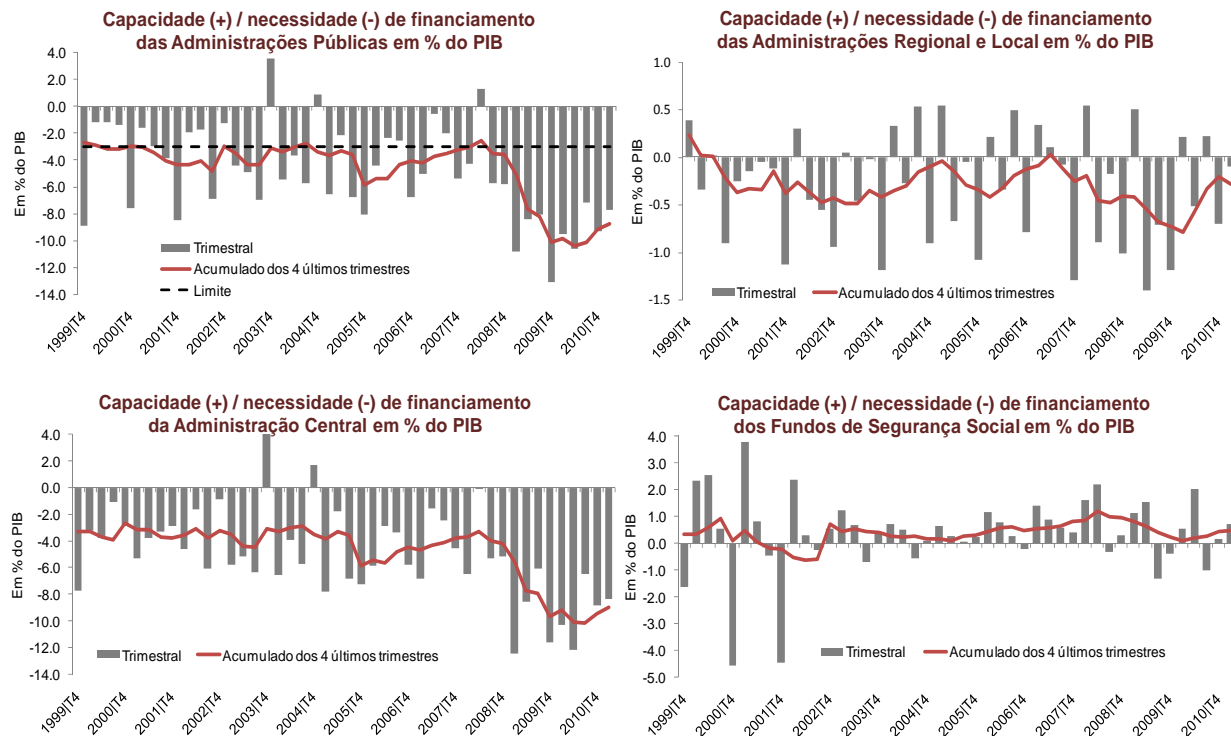 Capacidade (+) / necessidade (-) de financiamento
das Administrações Públicas em % do PIB
4.0
2.0
0.0
-2.0
-4.0
-6.0
-8.0
-10.0
-12.0
-14.0
Em % do PIB
Trimestral
Acumulado dos 4 últimos trimestres
Limite
1999|T4
2000|T4
2001|T4
2002|T4
2003|T4
2004|T4
2005|T4
2006|T4
2007|T4
2008|T4
2009|T4
2010|T4
Capacidade (+) / necessidade (-) de financiamento
das Administrações Regional e Local em % do PIB
1.0
0.5
0.0
-0.5
-1.0
-1.5
Em % do PIB
Trimestral
Acumulado dos 4 últimos trimestres
1999|T4
2000|T4
2001|T4
2002|T4
2003|T4
2004|T4
2005|T4
2006|T4
2007|T4
2008|T4
2009|T4
2010|T4
Capacidade (+) / necessidade (-) de financiamento
da Administração Central em % do PIB
4.0
2.0
0.0
-2.0
-4.0
-6.0
-8.0
-10.0
-12.0
-14.0
Em % do PIB
Trimestral
Acumulado dos 4 últimos trimestres
1999|T4
2000|T4
2001|T4
2002|T4
2003|T4
2004|T4
2005|T4
2006|T4
2007|T4
2008|T4
2009|T4
2010|T4
Capacidade (+) / necessidade (-) de financiamento
dos Fundos de Segurança Social em % do PIB
4.0
3.0
2.0
1.0
0.0
-1.0
-2.0
-3.0
-4.0
-5.0
Em % do PIB
Trimestral
Acumulado dos 4 últimos trimestres
1999|T4
2000|T4
2001|T4
2002|T4
2003|T4
2004|T4
2005|T4
2006|T4
2007|T4
2008|T4
2009|T4
2010|T4